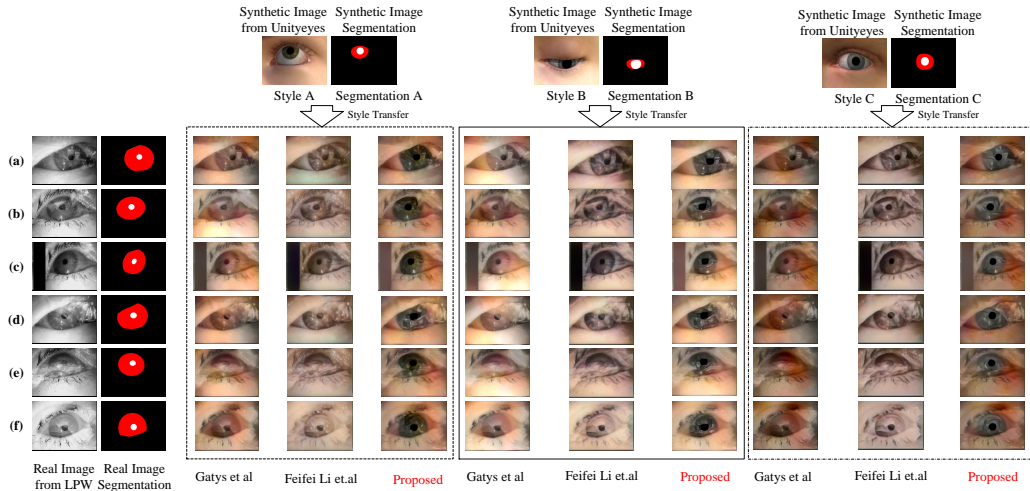 Synthetic Image from Unityeyes
Synthetic Image Segmentation
Synthetic Image from Unityeyes
Synthetic Image Segmentation
Synthetic Image from Unityeyes
Synthetic Image Segmentation
Style A
Segmentation A
Style B
Segmentation B
Style C
Segmentation C
Style Transfer
Style Transfer
Style Transfer
(a)
(b)
(c)
(d)
(e)
(f)
Real Image from LPW
Real Image Segmentation
Gatys et al
Feifei Li et.al
Proposed
Gatys et al
Feifei Li et.al
Proposed
Gatys et al
Feifei Li et.al
Proposed